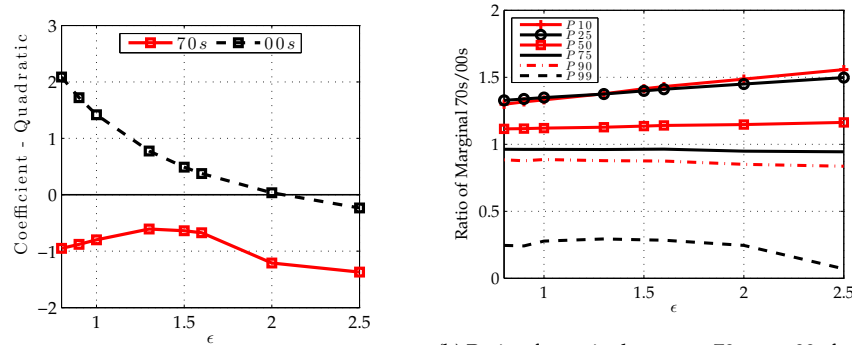 3
2
1
0
−1
−2
Coefficient - Quadratic
70s
00s
1
1.5
2
2.5
ϵ
2
1.5
1
0.5
0
Ratio of Marginal 70s/00s
P10
P25
P50
P75
P90
P99
1
1.5
2
2.5
ϵ